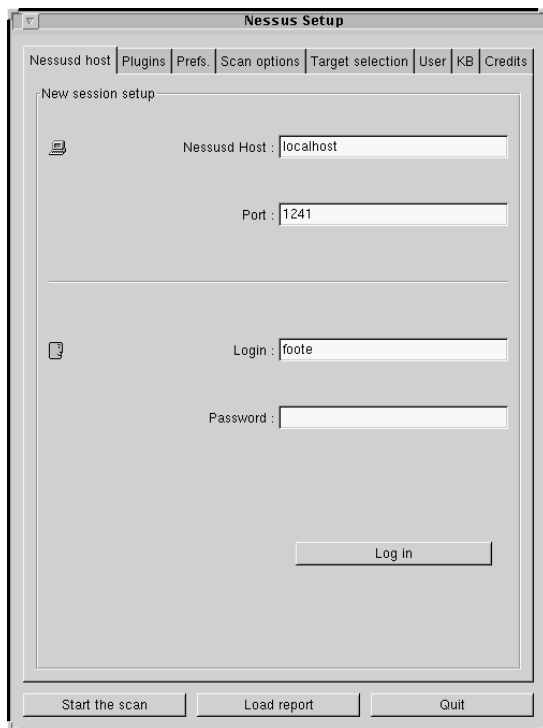 Nessus Setup
Nessusd host Plugins Prefs. Scan options Target selection User KB Credits
New session setup
Nessusd Host : localhost
Port : 1241
Login : foote
Password :
Log in
Start the scan Load report Quit